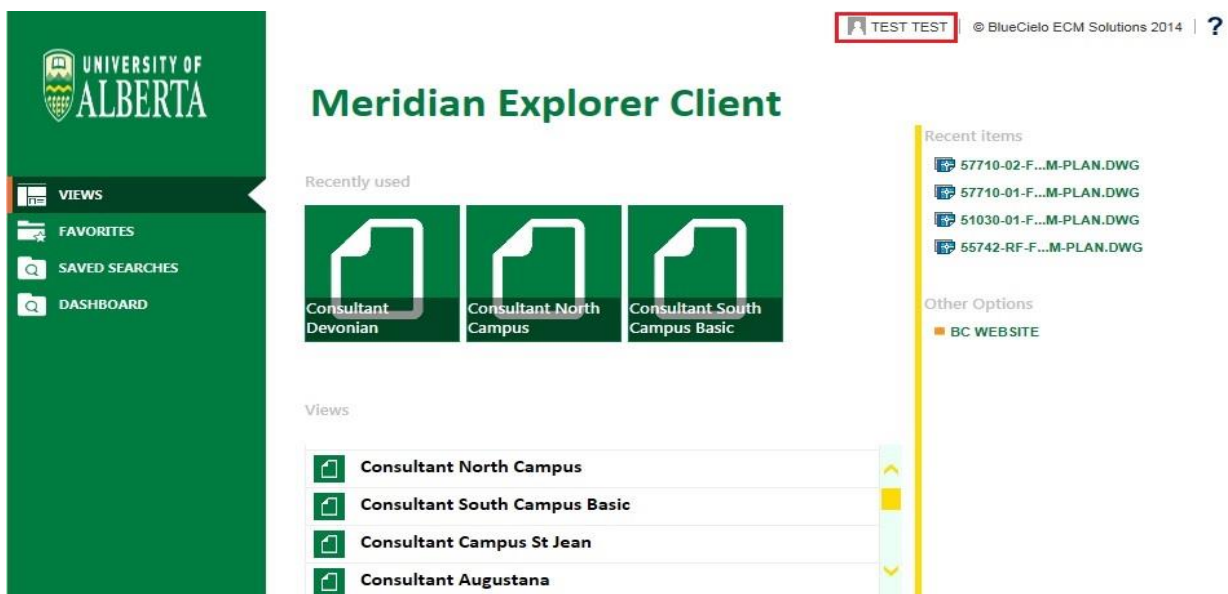 TEST TEST
© BlueCielo ECM Solutions 2014
?
UNIVERSITY OF
ALBERTA
VIEWS
FAVORITES
SAVED SEARCHES
DASHBOARD
Meridian Explorer Client
Recently used
Consultant
Devonian
Consultant North
Campus
Consultant South
Campus Basic
Views
Consultant North Campus
Consultant South Campus Basic
Consultant Campus St Jean
Consultant Augustana
Recent items
57710-02-F...M-PLAN.DWG
57710-01-F...M-PLAN.DWG
51030-01-F...M-PLAN.DWG
55742-RF-F...M-PLAN.DWG
Other Options
BC WEBSITE